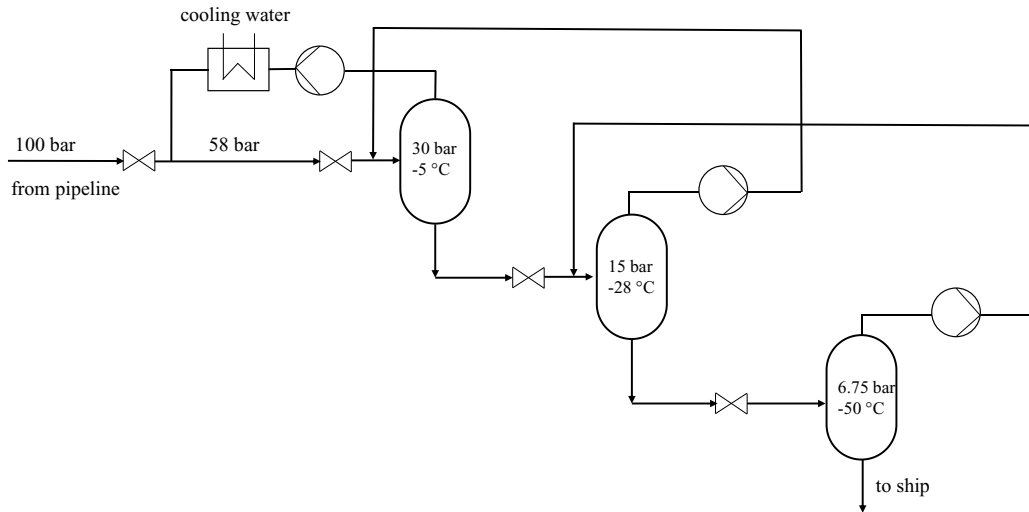 cooling water
100 bar
58 bar
from pipeline
30 bar
-5 °C
15 bar
-28 °C
6.75 bar
-50 °C
to ship